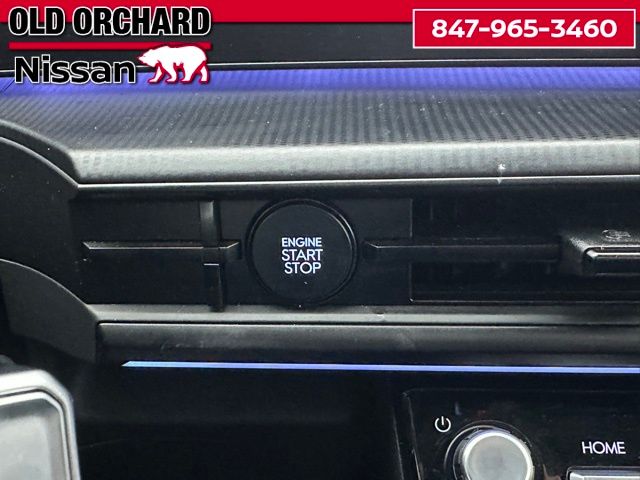 OLD ORCHARD
Nissan
847-965-3460
ENGINE
START
STOP
HOME